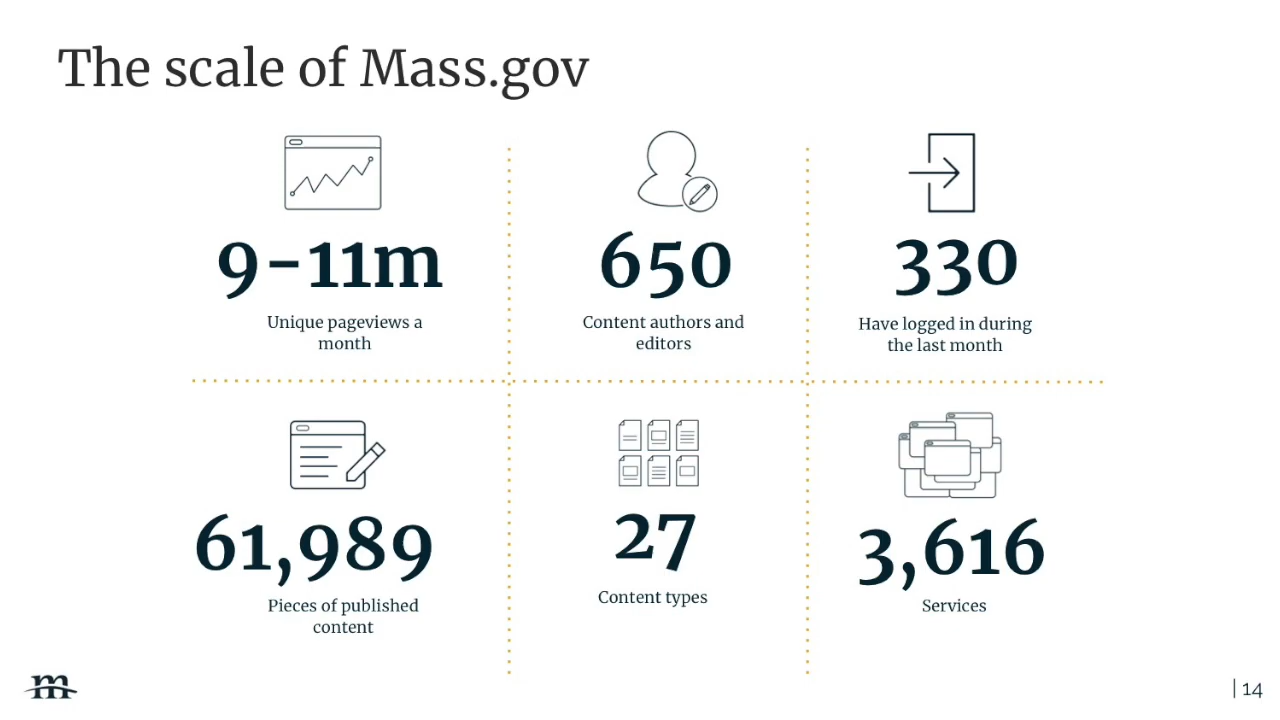 The scale of Mass.gov
9-11m
Unique pageviews a
month
650
Content authors and
editors
330
Have logged in during
the last month
61,989
Pieces of published
content
27
Content types
3,616
Services
m
| 14